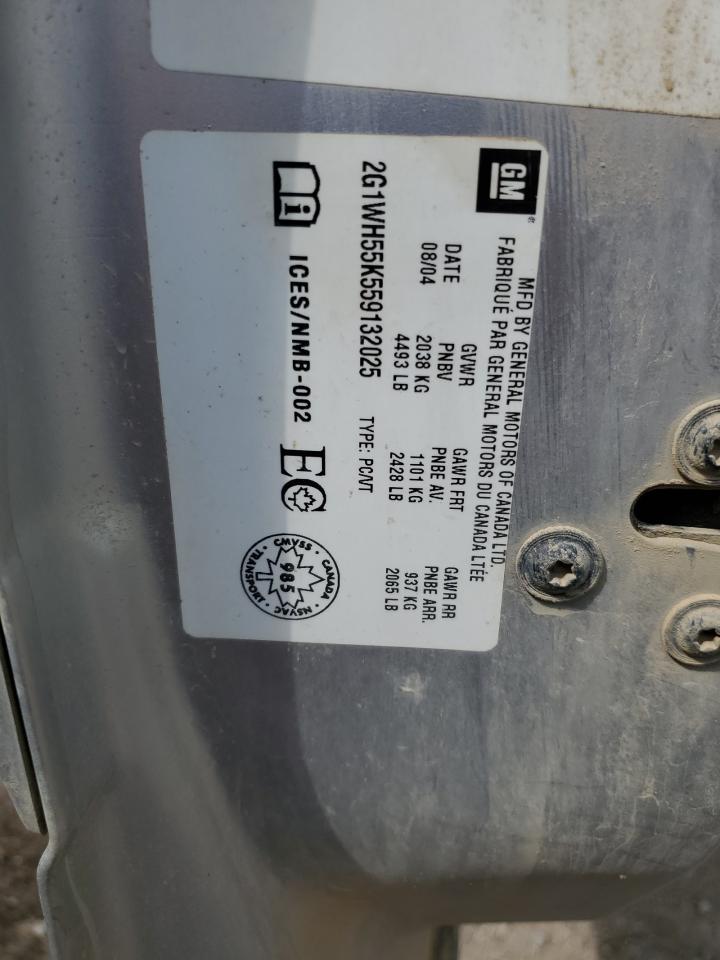 GM
MFD BY GENERAL MOTORS OF CANADA LTD.
FABRIQUÉ PAR GENERAL MOTORS DU CANADA LTÉE
DATE GVWR GAWR FRT GAWR RR
08/04 PNBV PNBE AV. PNBE ARR.
2038 KG 1101 KG 937 KG
4493 LB 2428 LB 2065 LB
2G1WH55K559132025 TYPE: PC/VT
i ICES/NMB-002 EC
CMVSS · CANADA
985
TRANSPORT · NSVAC